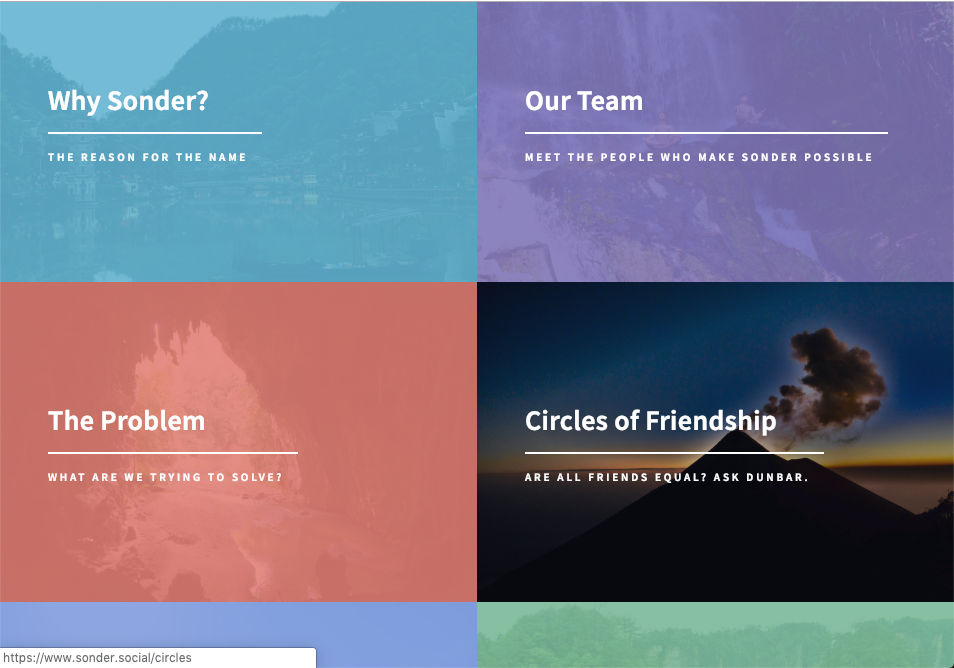 Why Sonder?
THE REASON FOR THE NAME
Our Team
MEET THE PEOPLE WHO MAKE SONDER POSSIBLE
The Problem
WHAT ARE WE TRYING TO SOLVE?
Circles of Friendship
ARE ALL FRIENDS EQUAL? ASK DUNBAR.
https://www.sonder.social/circles